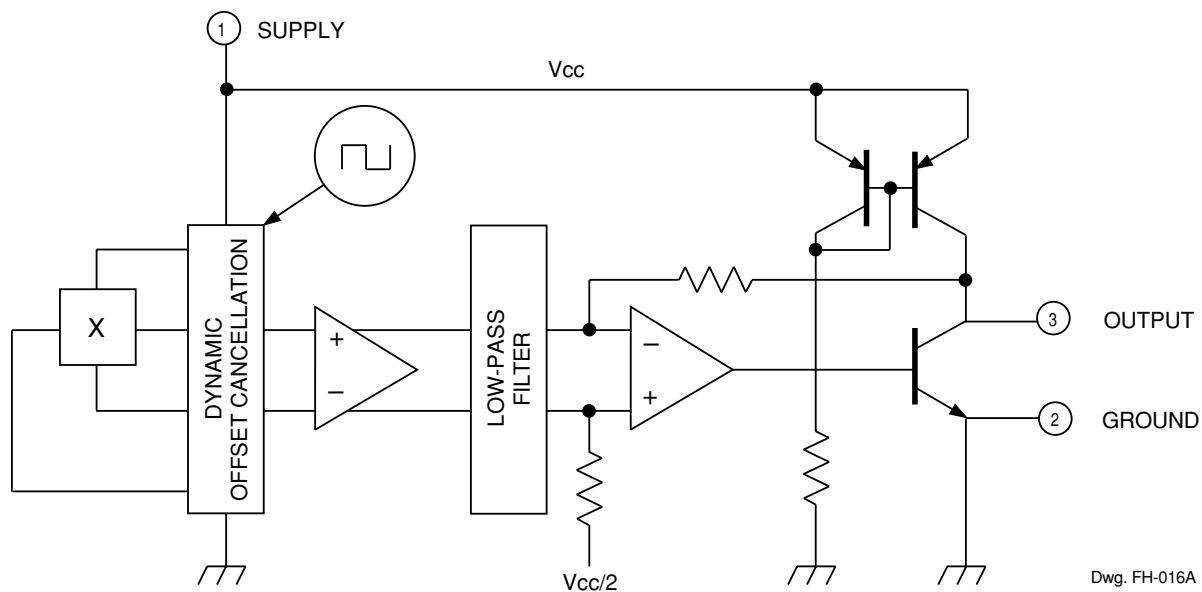 1 SUPPLY
Vcc
X
DYNAMIC
OFFSET CANCELLATION
+
−
LOW-PASS
FILTER
−
+
Vcc/2
3 OUTPUT
2 GROUND
Dwg. FH-016A